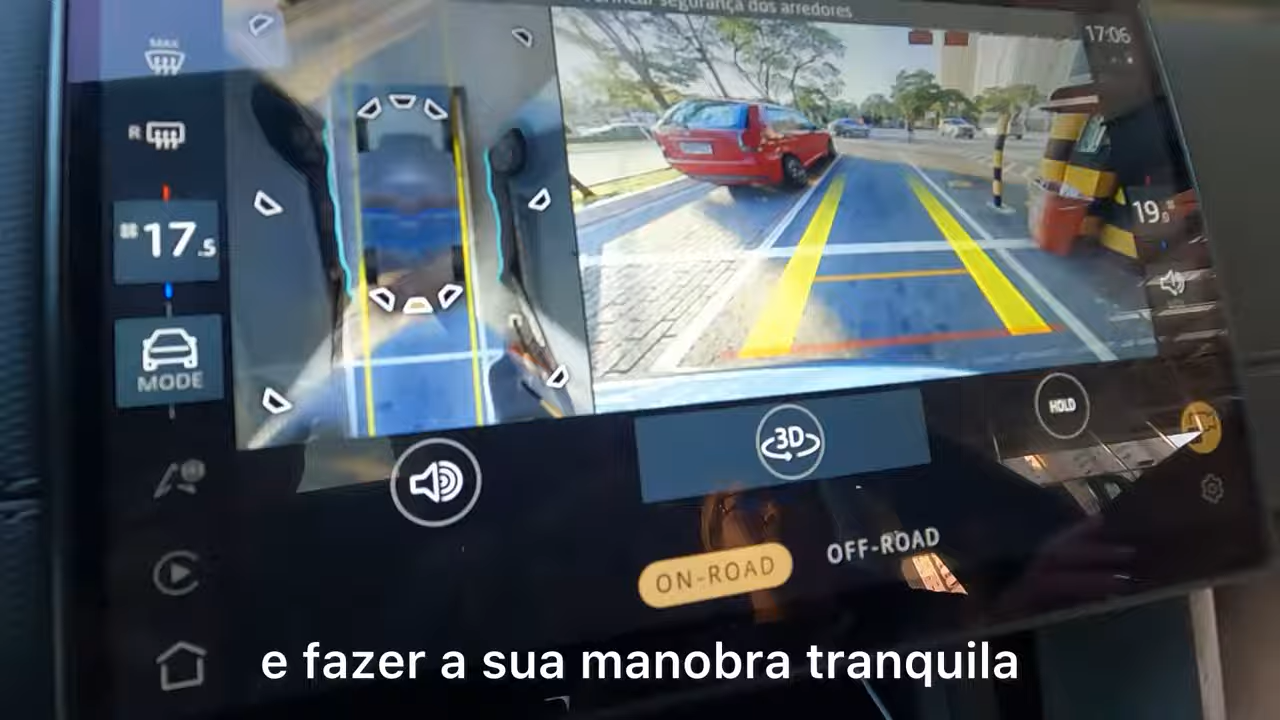 segurança dos arredores
17:06
MAX
R
17.5
19.
MODE
HOLD
3D
OFF-ROAD
ON-ROAD
e fazer a sua manobra tranquila